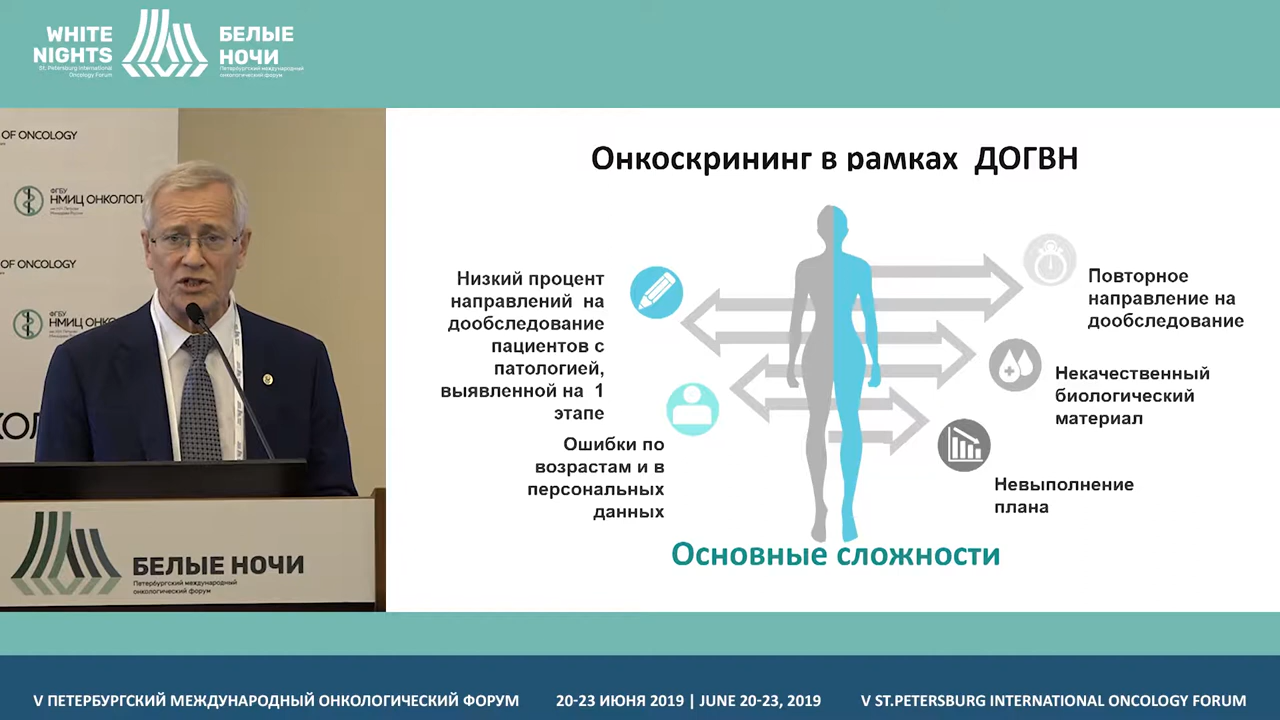 WHITE
NIGHTS
St. Petersburg International
Oncology Forum
БЕЛЫЕ
НОЧИ
Петербургский международный
онкологический форум
OF ONCOLOGY
ФГБУ
НМИЦ ОНКОЛОГИ
OF ONCOLOGY
ФГБУ
НМИЦ ОНКО
КОЛ
БЕЛЫЕ НОЧИ
Петербургский международный
онкологический форум
Онкоскрининг в рамках ДОГВН
Низкий процент
направлений на
дообследование
пациентов с
патологией,
выявленной на 1
этапе
Ошибки по
возрастам и в
персональных
данных
Повторное
направление на
дообследование
Некачественный
биологический
материал
Невыполнение
плана
Основные сложности
V ПЕТЕРБУРГСКИЙ МЕЖДУНАРОДНЫЙ ОНКОЛОГИЧЕСКИЙ ФОРУМ
20-23 ИЮНЯ 2019 | JUNE 20-23, 2019
V ST.PETERSBURG INTERNATIONAL ONCOLOGY FORUM